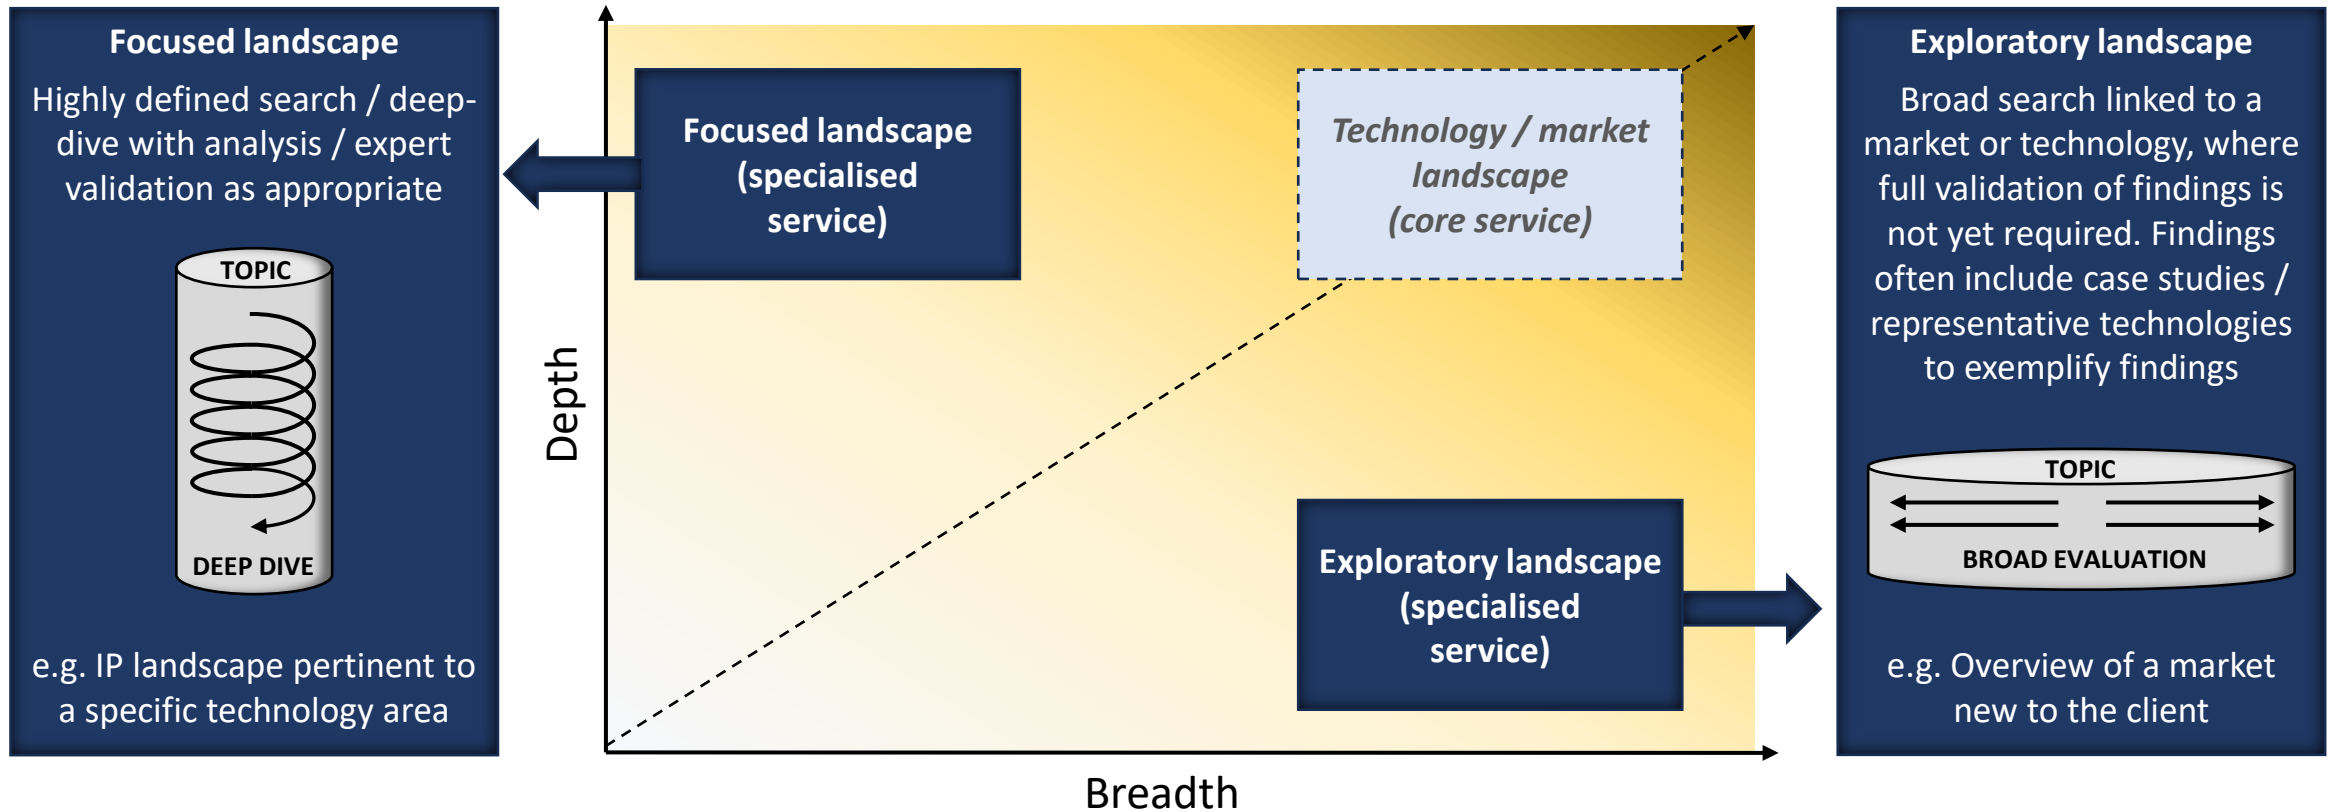 Focused landscape
Highly defined search / deep-
dive with analysis / expert
validation as appropriate
TOPIC
DEEP DIVE
e.g. IP landscape pertinent to
a specific technology area
Depth
Focused landscape
(specialised
service)
Technology / market
landscape
(core service)
Exploratory landscape
(specialised
service)
Breadth
Exploratory landscape
Broad search linked to a
market or technology, where
full validation of findings is
not yet required. Findings
often include case studies /
representative technologies
to exemplify findings
TOPIC
BROAD EVALUATION
e.g. Overview of a market
new to the client